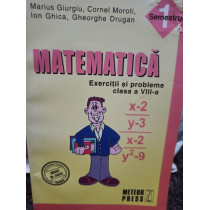 Marius Giurgiu, Cornel Moroti,
Ion Ghica, Gheorghe Drugan
1
Semestrul
MATEMATICĂ
Exerciții și probleme
clasa a VIII-a
x-2
y-3
x-2
y²-9
METEOR
PRESS